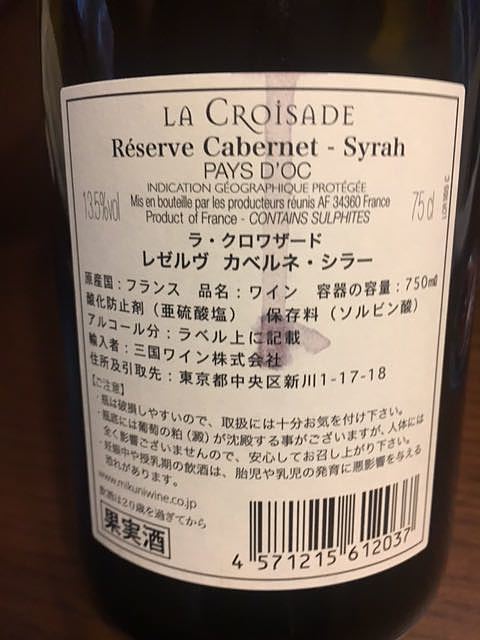 LA CROiSADE
Réserve Cabernet - Syrah
PAYS D'OC
INDICATION GÉOGRAPHIQUE PROTÉGÉE
13.5%vol
Mis en bouteille par les producteurs réunis AF 34360 France
75 cl
Product of France - CONTAINS SULPHITES
ラ・クロワザード
レゼルヴ カベルネ・シラー
原産国：フランス 品名：ワイン 容器の容量：750mℓ
酸化防止剤（亜硫酸塩） 保存料（ソルビン酸）
アルコール分：ラベル上に記載
輸入者：三国ワイン株式会社
住所及引取先：東京都中央区新川1-17-18
【ご注意】
・瓶は破損しやすいので、取扱には十分お気を付け下さい。
・瓶底には葡萄の粕（澱）が沈殿する事がございますが、人体には
全く影響ございませんので、安心してお召し上がり下さい。
・妊娠中や授乳期の飲酒は、胎児や乳児の発育に悪影響を与える
恐れがあります。
www.mikuniwine.co.jp
飲酒は20歳を過ぎてから
果実酒
4 571215 612037